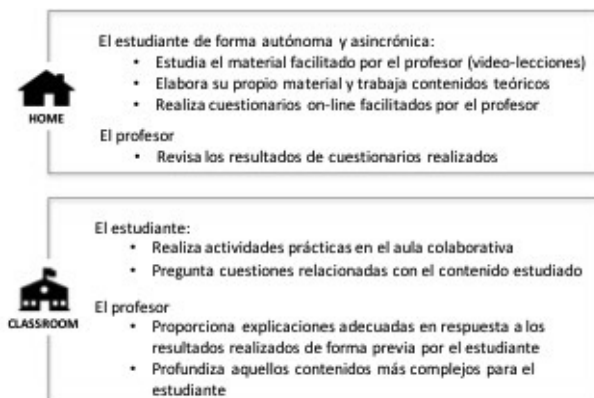 El estudiante de forma autónoma y asincrónica:
• Estudia el material facilitado por el profesor (video-lecciones)
• Elabora su propio material y trabaja contenidos teóricos
• Realiza cuestionarios on-line facilitados por el profesor
HOME
El profesor
• Revisa los resultados de cuestionarios realizados
El estudiante:
• Realiza actividades prácticas en el aula colaborativa
• Pregunta cuestiones relacionadas con el contenido estudiado
El profesor
CLASSROOM
• Proporciona explicaciones adecuadas en respuesta a los
resultados realizados de forma previa por el estudiante
• Profundiza aquellos contenidos más complejos para el
estudiante